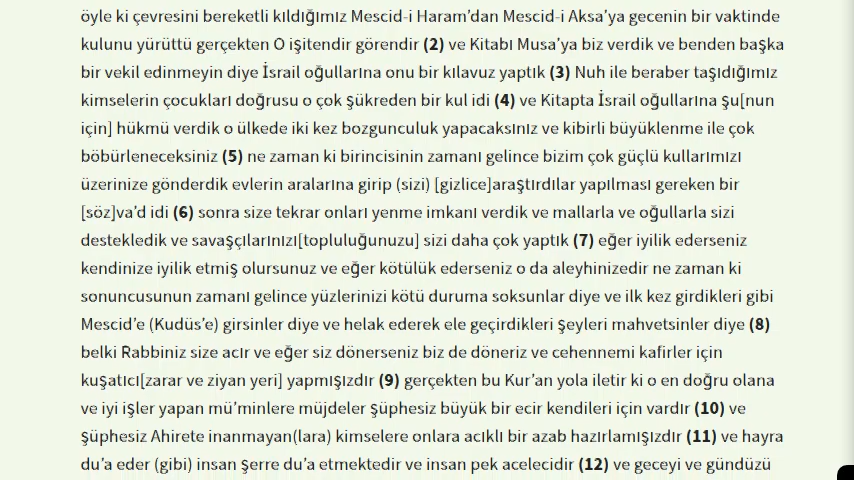 öyle ki çevresini bereketli kıldığımız Mescid-i Haram’dan Mescid-i Aksa’ya gecenin bir vaktinde
kulunu yürüttü gerçekten O işitendir görendir (2) ve Kitabı Musa’ya biz verdik ve benden başka
bir vekil edinmeyin diye İsrail oğullarına onu bir kılavuz yaptık (3) Nuh ile beraber taşıdığımız
kimselerin çocukları doğrusu o çok şükreden bir kul idi (4) ve Kitapta İsrail oğullarına şu[nun
için] hükmü verdik o ülkede iki kez bozgunculuk yapacaksınız ve kibirli büyüklenme ile çok
böbürleneceksiniz (5) ne zaman ki birincisinin zamanı gelince bizim çok güçlü kullarımızı
üzerinize gönderdik evlerin aralarına girip (sizi) [gizlice]araştırdılar yapılması gereken bir
[söz]va’d idi (6) sonra size tekrar onları yenme imkanı verdik ve mallarla ve oğullarla sizi
destekledik ve savaşçılarınızı[topluluğunuzu] sizi daha çok yaptık (7) eğer iyilik ederseniz
kendinize iyilik etmiş olursunuz ve eğer kötülük ederseniz o da aleyhinizedir ne zaman ki
sonuncusunun zamanı gelince yüzlerinizi kötü duruma soksunlar diye ve ilk kez girdikleri gibi
Mescid’e (Kudüs’e) girsinler diye ve helak ederek ele geçirdikleri şeyleri mahvetsinler diye (8)
belki Rabbiniz size acır ve eğer siz dönerseniz biz de döneriz ve cehennemi kafirler için
kuşatıcı[zarar ve ziyan yeri] yapmışızdır (9) gerçekten bu Kur’an yola iletir ki o en doğru olana
ve iyi işler yapan mü’minlere müjdeler şüphesiz büyük bir ecir kendileri için vardır (10) ve
şüphesiz Ahirete inanmayan(lara) kimselere onlara acıklı bir azab hazırlamışızdır (11) ve hayra
du’a eder (gibi) insan şerre du’a etmektedir ve insan pek acelecidir (12) ve geceyi ve gündüzü